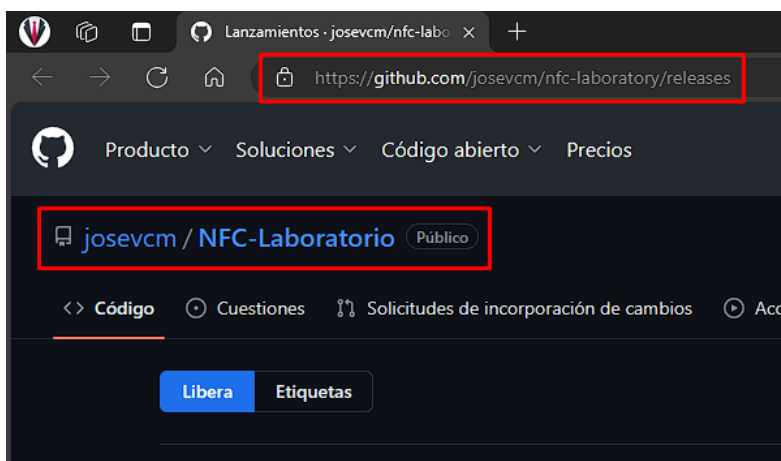 Lanzamientos · josevcm/nfc-labo
https://github.com/josevcm/nfc-laboratory/releases
Producto Soluciones Código abierto Precios
josevcm / NFC-Laboratorio Público
<> Código Cuestiones Solicitudes de incorporación de cambios Acc
Libera Etiquetas